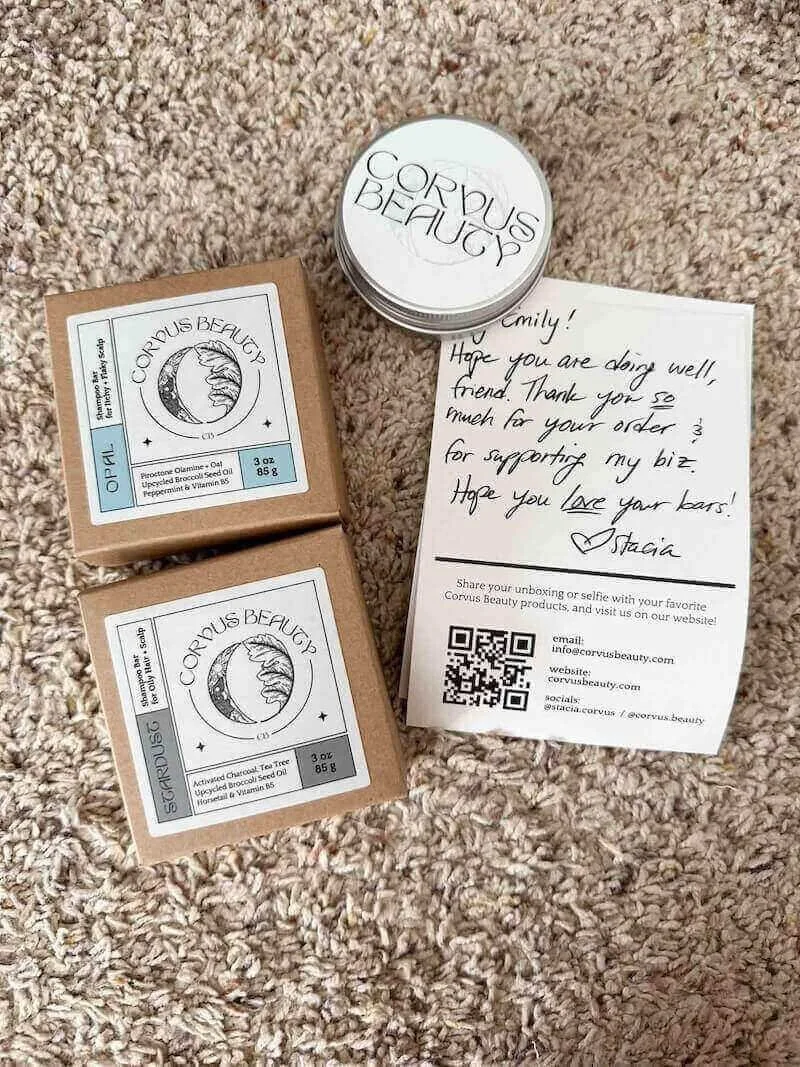 CORVUS
BEAUTY
Emily!
Hope you are doing well,
friend. Thank you so
much for your order &
for supporting my biz.
Hope you love your bars!
♡ Stacia
Share your unboxing or selfie with your favorite
Corvus Beauty products, and visit us on our website!
email:
info@corvusbeauty.com
website:
corvusbeauty.com
socials:
@stacia.corvus / @corvus.beauty
CORVUS BEAUTY
CB
Shampoo Bar
for Itchy + Flaky Scalp
OPAL
Piroctone Olamine + Oat
Upcycled Broccoli Seed Oil
Peppermint & Vitamin B5
3 oz
85 g
CORVUS BEAUTY
CB
Shampoo Bar
for Oily Hair + Scalp
STARDUST
Activated Charcoal, Tea Tree
Upcycled Broccoli Seed Oil
Horsetail & Vitamin B5
3 oz
85 g